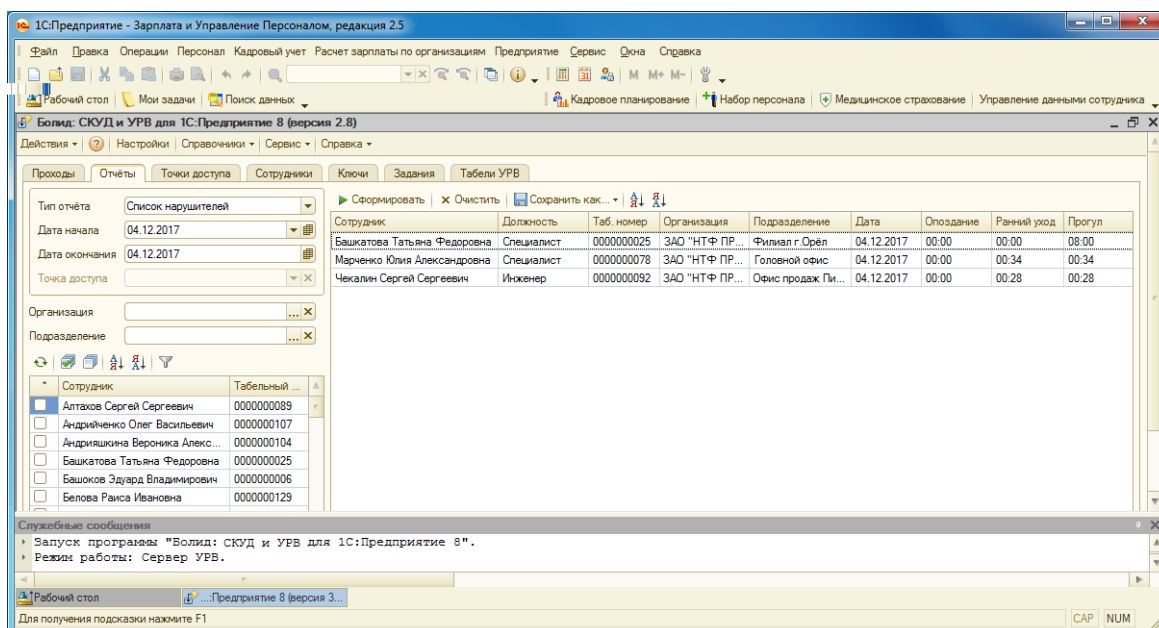 1С:Предприятие - Зарплата и Управление Персоналом, редакция 2.5
Файл Правка Операции Персонал Кадровый учет Расчет зарплаты по организациям Предприятие Сервис Окна Справка
M M+ M-
Рабочий стол Мои задачи Поиск данных Кадровое планирование Набор персонала Медицинское страхование Управление данными сотрудника
Болид: СКУД и УРВ для 1С:Предприятие 8 (версия 2.8)
Действия Настройки Справочники Сервис Справка
Проходы Отчёты Точки доступа Сотрудники Ключи Задания Табели УРВ
Сформировать Очистить Сохранить как...
Тип отчёта Список нарушителей
Дата начала 04.12.2017
Дата окончания 04.12.2017
Точка доступа
Организация ...
Подразделение ...
* Сотрудник Табельный ...
Алтахов Сергей Сергеевич 0000000089
Андрийченко Олег Васильевич 0000000107
Андрияшкина Вероника Алекс... 0000000104
Башкатова Татьяна Федоровна 0000000025
Башоков Эдуард Владимирович 0000000006
Белова Раиса Ивановна 0000000129
Сотрудник Должность Таб. номер Организация Подразделение Дата Опоздание Ранний уход Прогул
Башкатова Татьяна Федоровна Специалист 0000000025 ЗАО "НТФ ПР... Филиал г.Орёл 04.12.2017 00:00 00:00 08:00
Марченко Юлия Александровна Специалист 0000000078 ЗАО "НТФ ПР... Головной офис 04.12.2017 00:00 00:34 00:34
Чекалин Сергей Сергеевич Инженер 0000000092 ЗАО "НТФ ПР... Офис продаж Пи... 04.12.2017 00:00 00:28 00:28
Служебные сообщения
Запуск программы "Болид: СКУД и УРВ для 1С:Предприятие 8".
Режим работы: Сервер УРВ.
Рабочий стол ...:Предприятие 8 (версия 3...
Для получения подсказки нажмите F1 CAP NUM